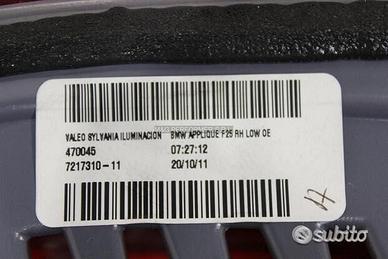 VALEO SYLVANIA ILUMINACION BMW APPLIQUE F25 RH LOW OE
470045 07:27:12
7217310-11 20/10/11
subito